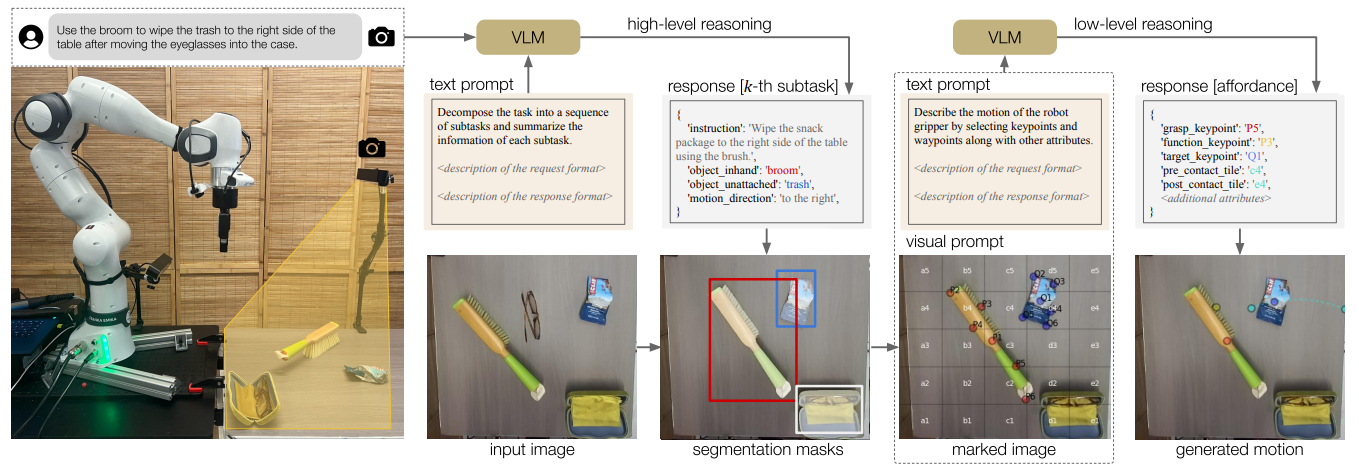 Use the broom to wipe the trash to the right side of the
table after moving the eyeglasses into the case.
VLM
high-level reasoning
VLM
low-level reasoning
text prompt
Decompose the task into a sequence
of subtasks and summarize the
information of each subtask.
<description of the request format>
<description of the response format>
response [k-th subtask]
{
'instruction': 'Wipe the snack
package to the right side of the table
using the brush.',
'object_inhand': 'broom',
'object_unattached': 'trash',
'motion_direction': 'to the right',
}
text prompt
Describe the motion of the robot
gripper by selecting keypoints and
waypoints along with other attributes.
<description of the request format>
<description of the response format>
visual prompt
response [affordance]
{
'grasp_keypoint': 'P5',
'function_keypoint': 'P3',
'target_keypoint': 'Q1',
'pre_contact_tile': 'c4',
'post_contact_tile': 'e4',
<additional attributes>
}
FRANKA EMIKA
a5 b5 c5 d5 e5
Q2
Q3
P2
a4 b4 c4 e4
P3
Q1
Q4
P4
Q6
a3 b3 c3 d3 e3
P1
P5
a2 b2 c2 d2 e2
P6
a1 b1 c1 d1 e1
input image
segmentation masks
marked image
generated motion